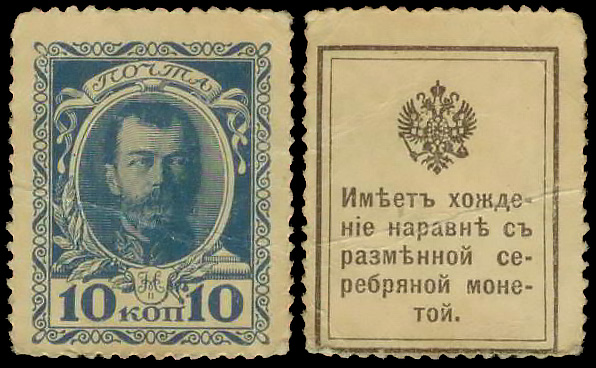 ПОЧТА
10 КОП 10
Имѣетъ хожде-
ніе наравнѣ съ
размѣнной се-
ребряной моне-
той.